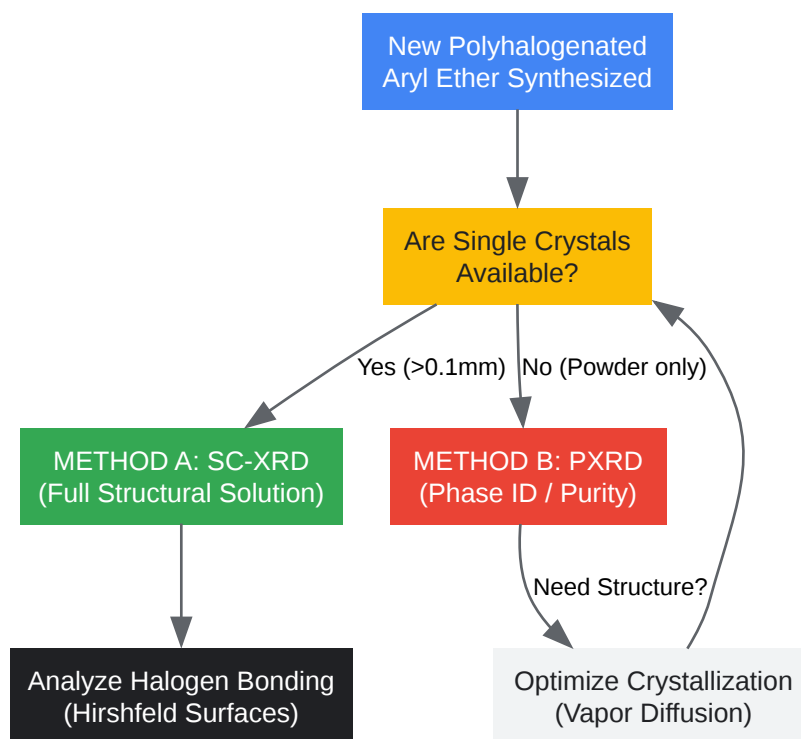 New Polyhalogenated
Aryl Ether Synthesized
Are Single Crystals
Available?
Yes (>0.1mm)
No (Powder only)
METHOD A: SC-XRD
(Full Structural Solution)
METHOD B: PXRD
(Phase ID / Purity)
Need Structure?
Analyze Halogen Bonding
(Hirshfeld Surfaces)
Optimize Crystallization
(Vapor Diffusion)